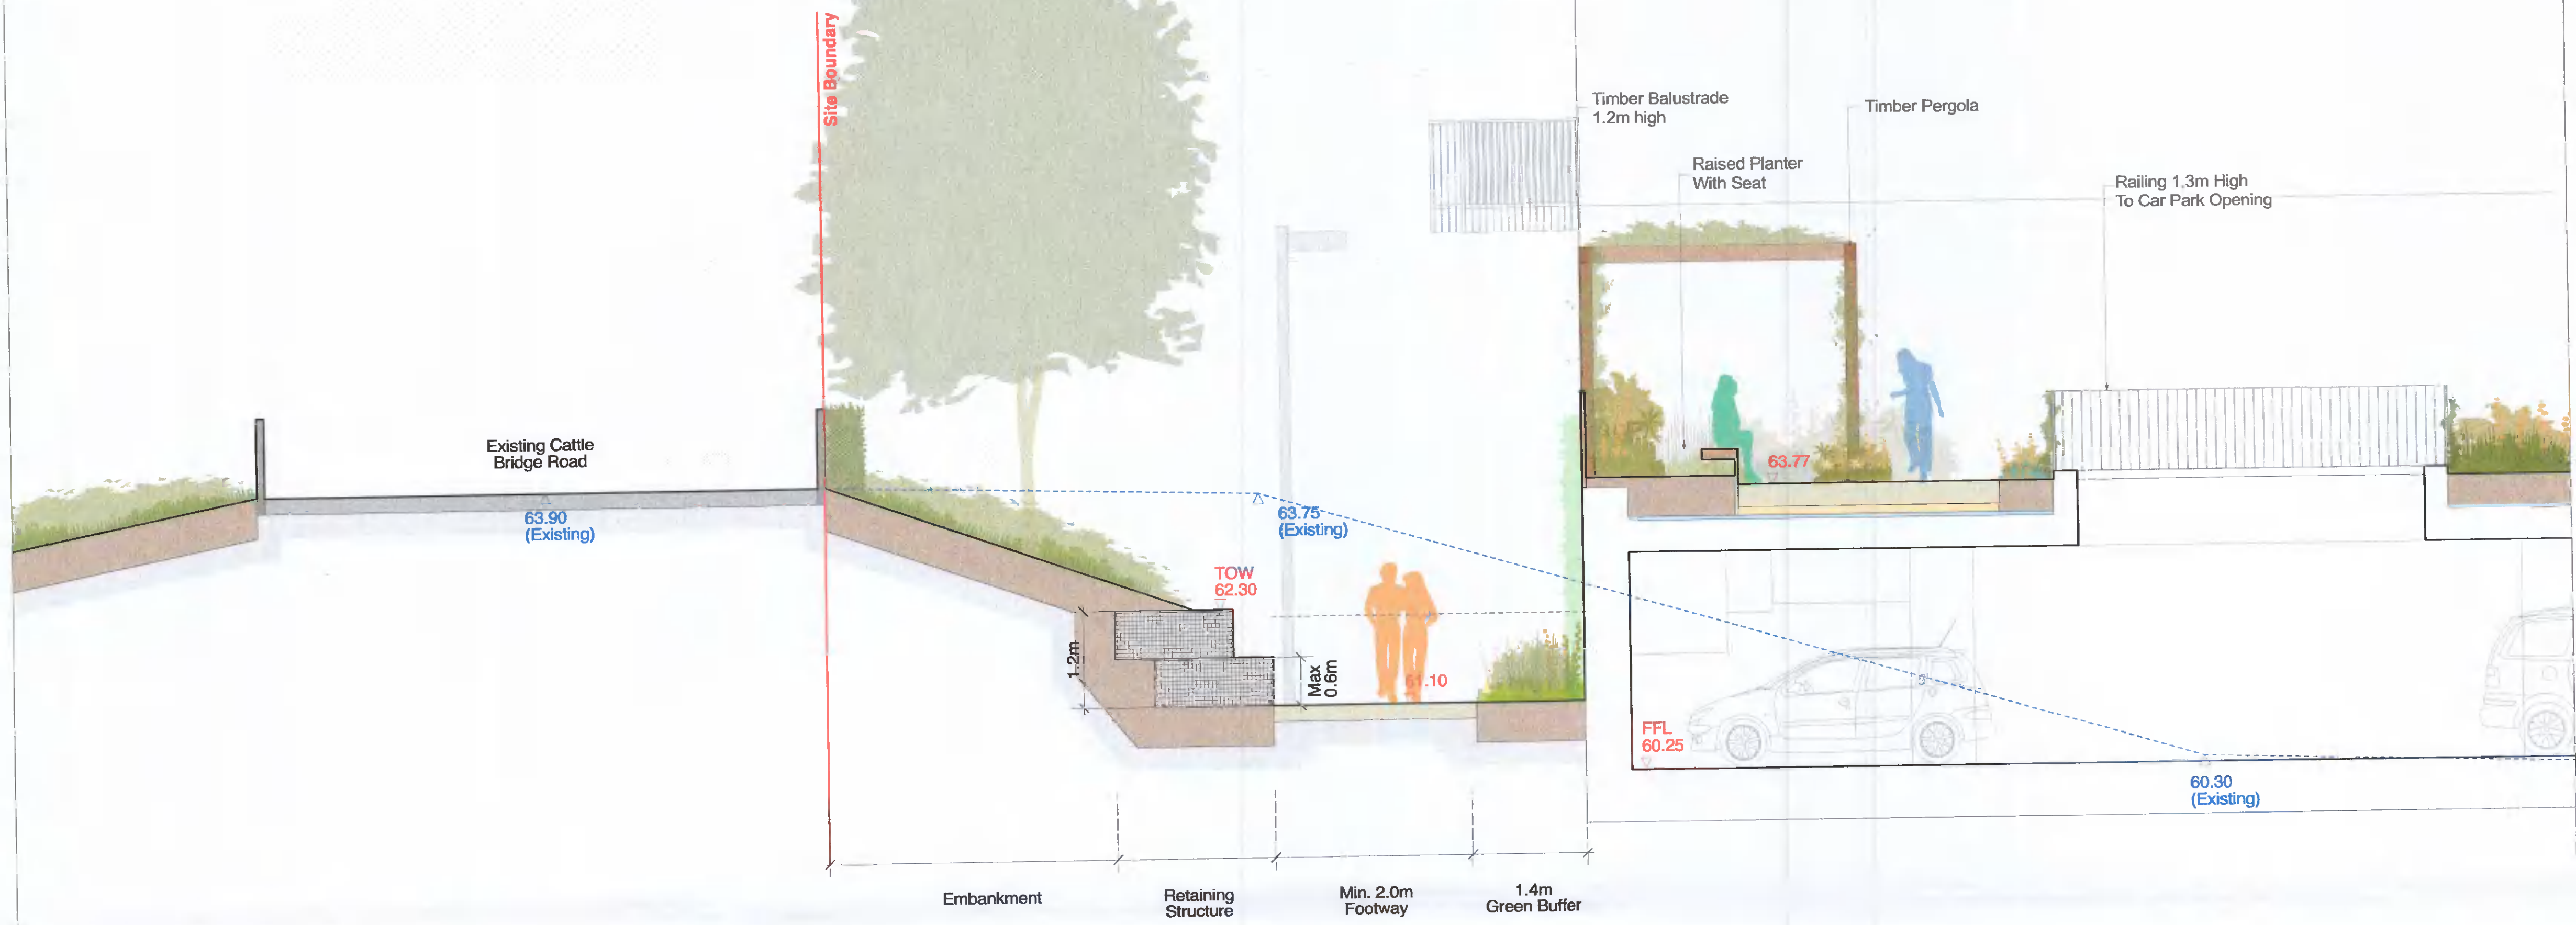 Site Boundary
Timber Balustrade
1.2m high
Timber Pergola
Raised Planter
With Seat
Railing 1.3m High
To Car Park Opening
Existing Cattle
Bridge Road
63.90
(Existing)
63.75
(Existing)
63.77
TOW
62.30
1.2m
Max
0.6m
61.10
FFL
60.25
60.30
(Existing)
Embankment
Retaining
Structure
Min. 2.0m
Footway
1.4m
Green Buffer